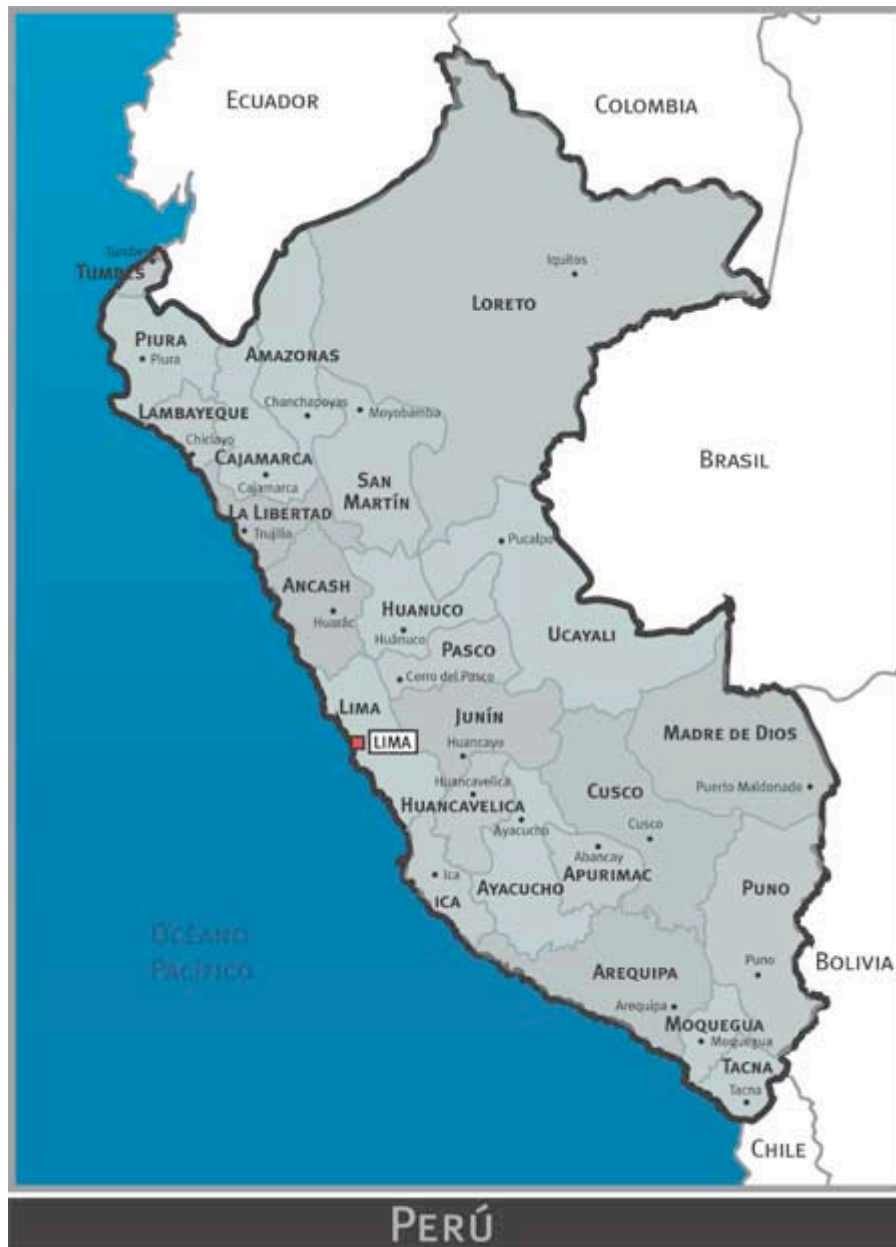 ECUADOR
COLOMBIA
Tumbes
TUMBES
Iquitos
LORETO
PIURA
Piura
AMAZONAS
Chanchapoyas
Moyobamba
LAMBAYEQUE
Chiclayo
CAJAMARCA
Cajamarca
BRASIL
SAN
MARTÍN
LA LIBERTAD
Trujillo
Pucalpa
ANCASH
Huarác
HUANUCO
Huánuco
UCAYALI
PASCO
Cerro del Pasco
LIMA
LIMA
JUNÍN
Huancayo
MADRE DE DIOS
Puerto Maldonado
Huancavelica
HUANCAVELICA
CUSCO
Cusco
Ayacucho
AYACUCHO
Abancay
APURIMAC
Ica
ICA
PUNO
Puno
OCÉANO
PACÍFICO
AREQUIPA
Arequipa
BOLIVIA
MOQUEGUA
Moquegua
TACNA
Tacna
CHILE
PERÚ